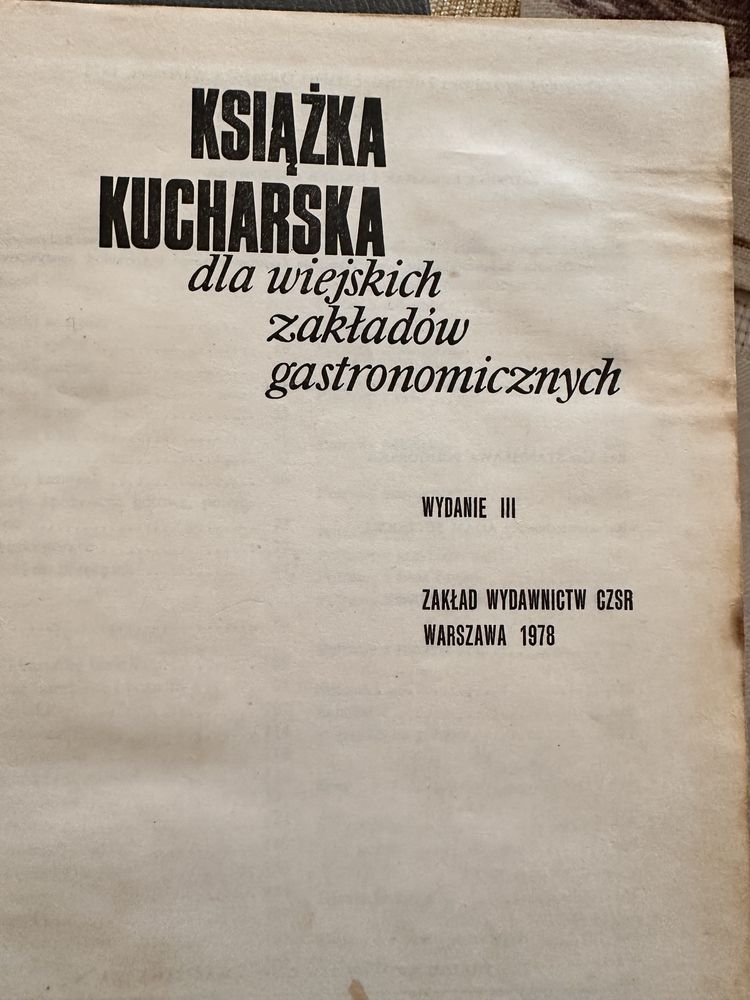 KSIĄŻKA
KUCHARSKA
dla wiejskich
zakładów
gastronomicznych
WYDANIE III
ZAKŁAD WYDAWNICTW CZSR
WARSZAWA 1978